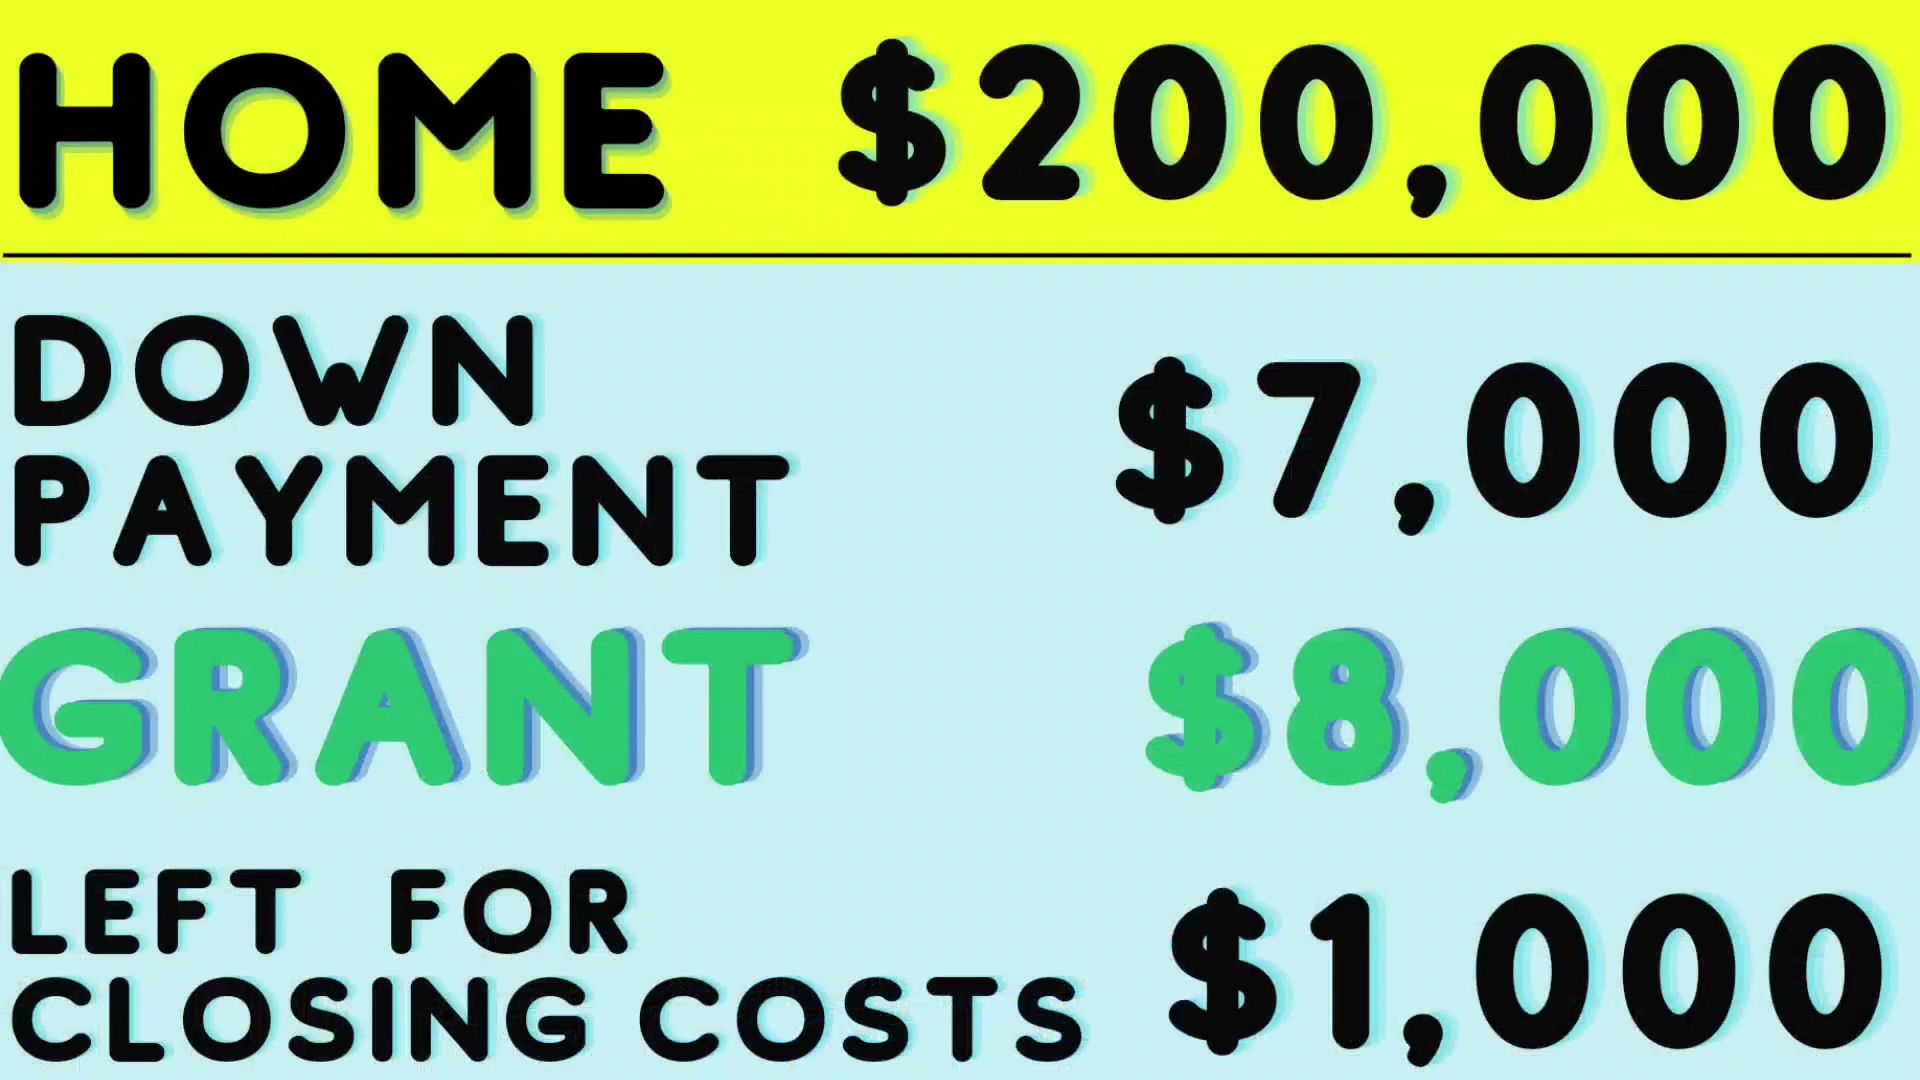 HOME $200,000
DOWN
PAYMENT $7,000
GRANT $8,000
LEFT FOR
CLOSING COSTS $1,000